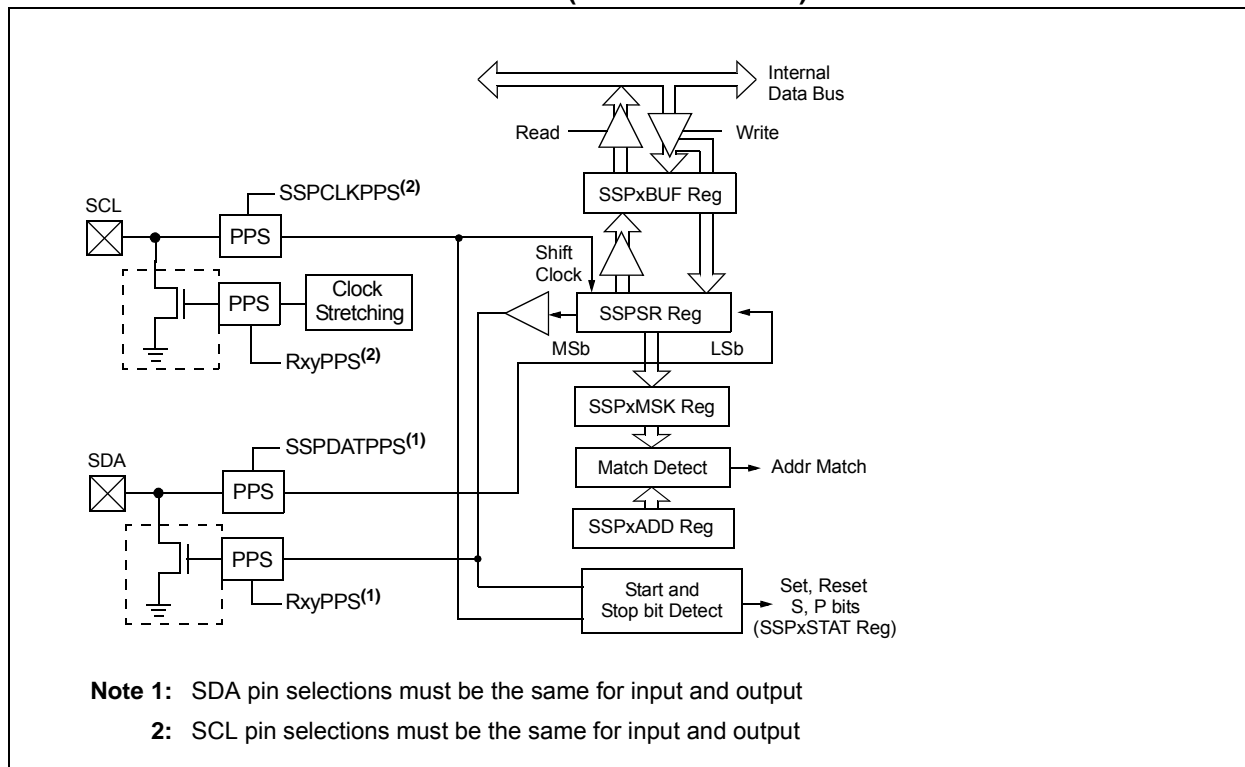 Internal
Data Bus
Read
Write
SSPxBUF Reg
SSPCLKPPS(2)
SCL
PPS
Shift
Clock
PPS
Clock
Stretching
SSPSR Reg
MSb
LSb
RxyPPS(2)
SSPxMSK Reg
SSPDATPPS(1)
SDA
PPS
Match Detect
Addr Match
SSPxADD Reg
PPS
RxyPPS(1)
Start and
Stop bit Detect
Set, Reset
S, P bits
(SSPxSTAT Reg)
Note 1: SDA pin selections must be the same for input and output
2: SCL pin selections must be the same for input and output